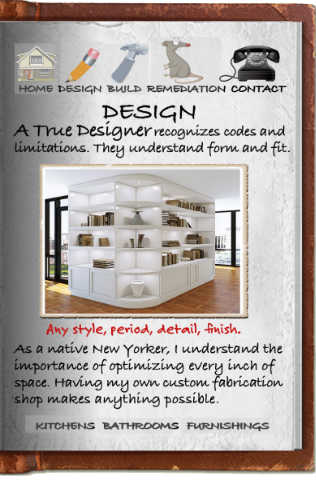 HOME DESIGN BUILD REMEDIATION CONTACT
DESIGN
A True Designer recognizes codes and
limitations. They understand form and fit.
Any style, period, detail, finish.
As a native New Yorker, I understand the
importance of optimizing every inch of
space. Having my own custom fabrication
shop makes anything possible.
KITCHENS BATHROOMS FURNISHINGS